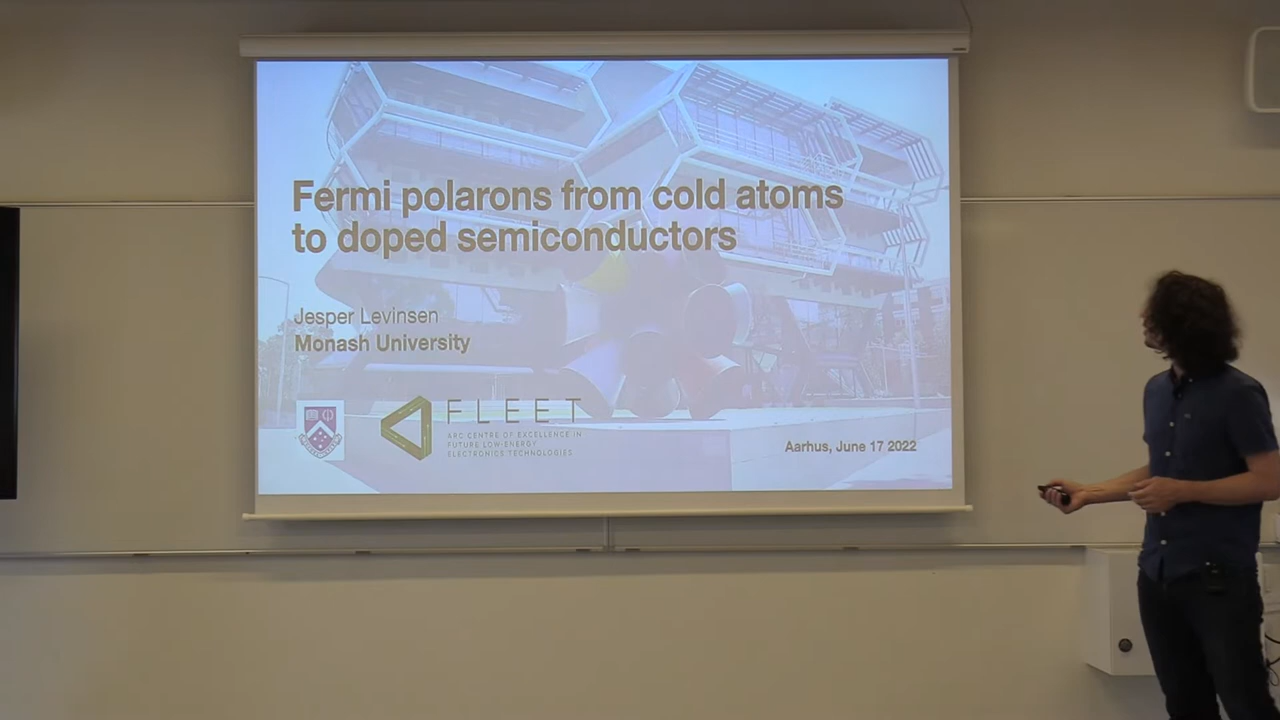 Fermi polarons from cold atoms
to doped semiconductors
Jesper Levinsen
Monash University
FLEET
ARC CENTRE OF EXCELLENCE IN
FUTURE LOW-ENERGY
ELECTRONICS TECHNOLOGIES
Aarhus, June 17 2022